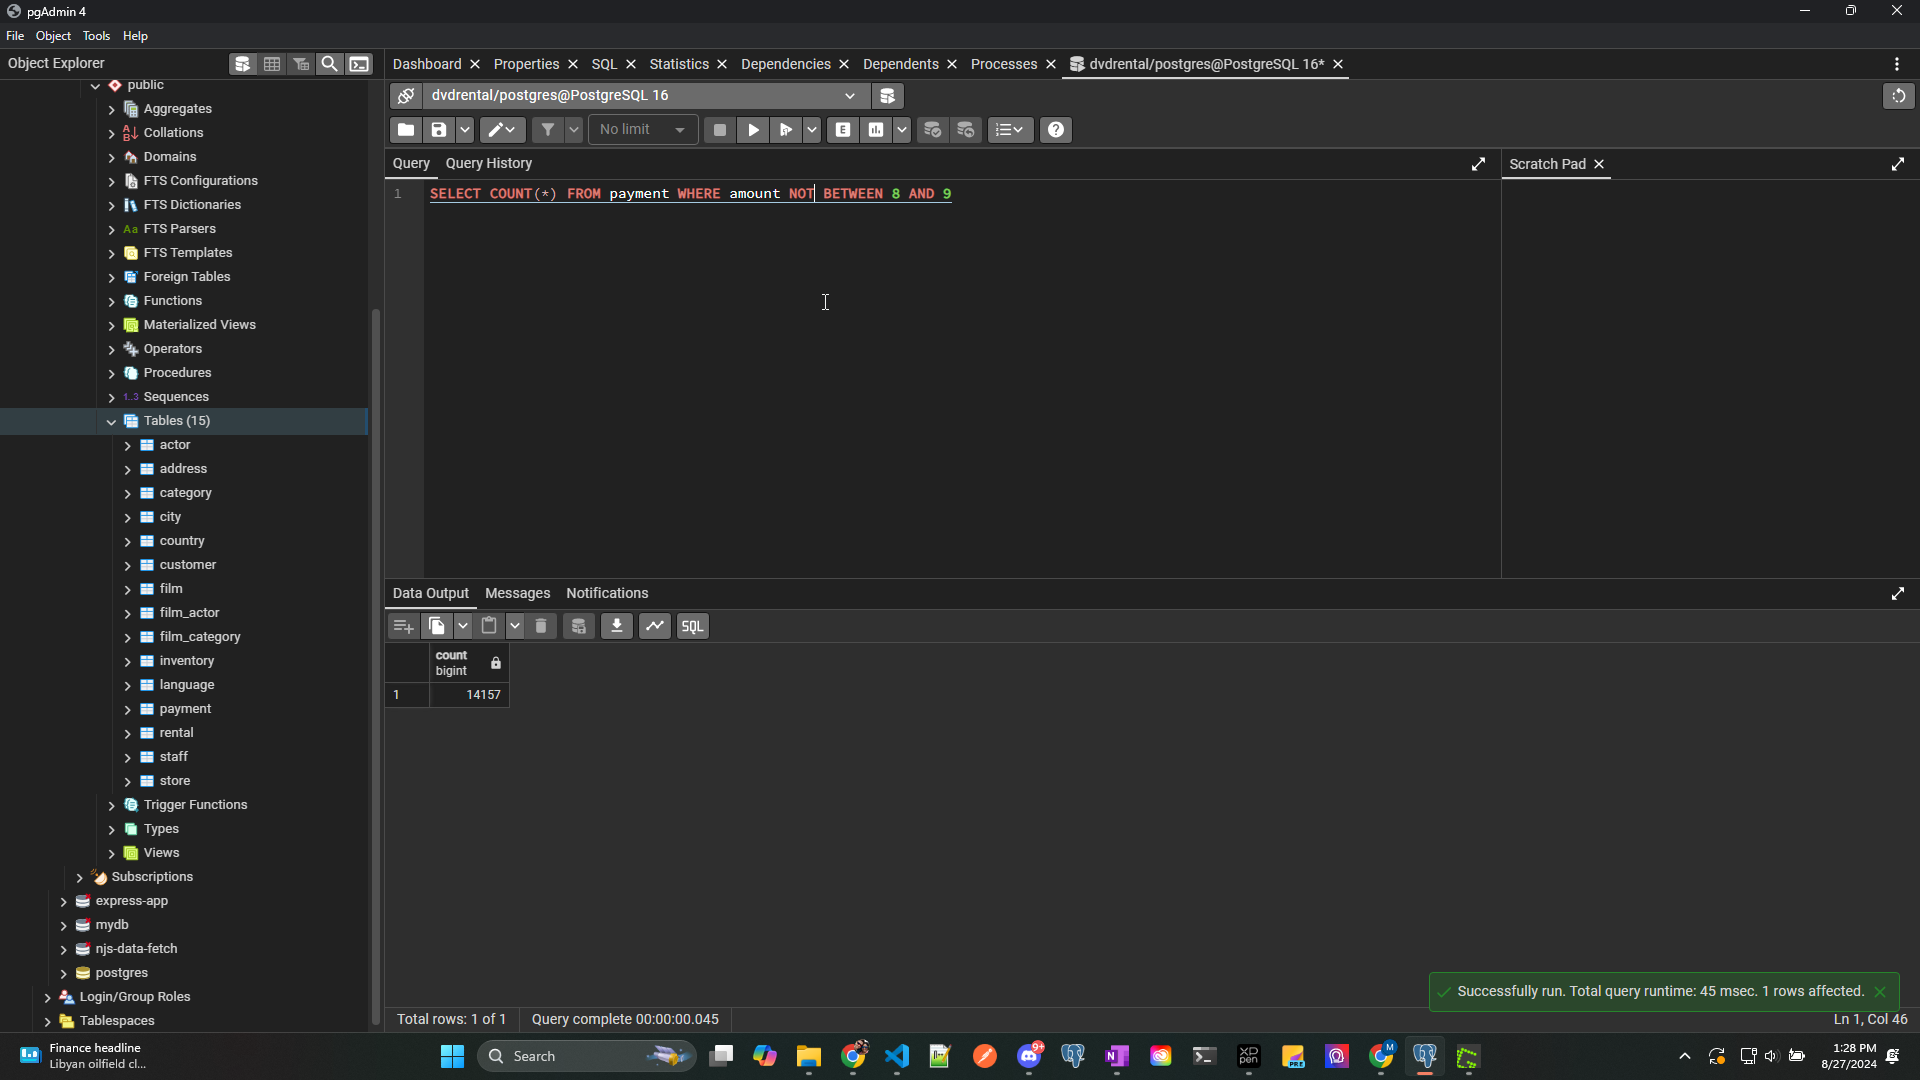 pgAdmin 4
File Object Tools Help
Object Explorer
Dashboard Properties SQL Statistics Dependencies Dependents Processes dvdrental/postgres@PostgreSQL 16*
dvdrental/postgres@PostgreSQL 16
No limit
E
Query Query History
Scratch Pad
1 SELECT COUNT(*) FROM payment WHERE amount NOT BETWEEN 8 AND 9
public
Aggregates
Collations
Domains
FTS Configurations
FTS Dictionaries
Aa FTS Parsers
FTS Templates
Foreign Tables
Functions
Materialized Views
Operators
Procedures
1..3 Sequences
Tables (15)
actor
address
category
city
country
customer
film
film_actor
film_category
inventory
language
payment
rental
staff
store
Trigger Functions
Types
Views
Subscriptions
express-app
mydb
njs-data-fetch
postgres
Login/Group Roles
Tablespaces
Data Output Messages Notifications
SQL
count
bigint
1 14157
Successfully run. Total query runtime: 45 msec. 1 rows affected.
Total rows: 1 of 1 Query complete 00:00:00.045
Ln 1, Col 46
Finance headline
Libyan oilfield cl...
Search
9+
M
1:28 PM
8/27/2024